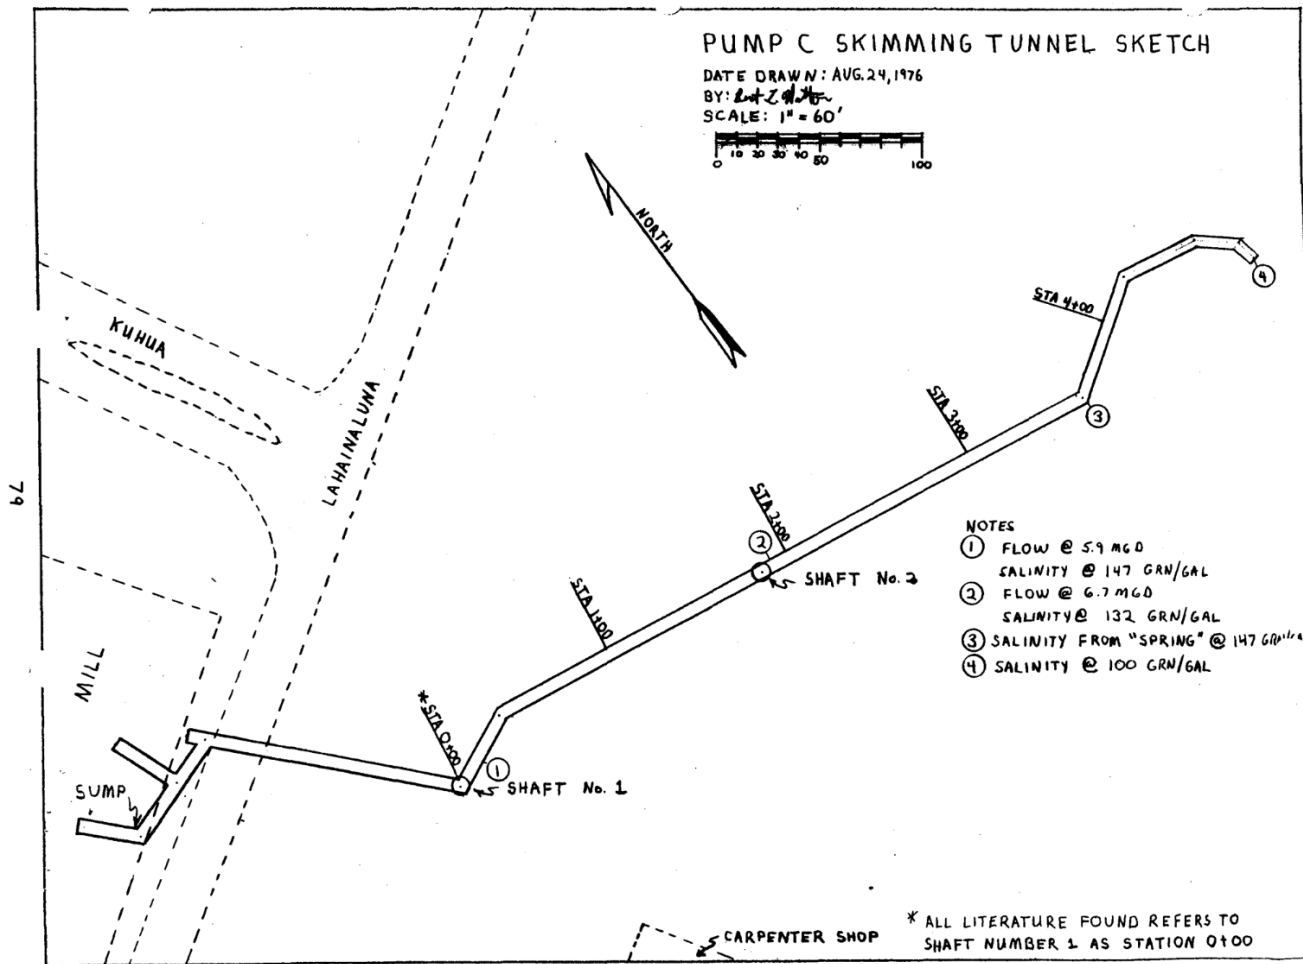 PUMP C SKIMMING TUNNEL SKETCH
DATE DRAWN: AUG. 24, 1976
BY:
SCALE: 1" = 60'
0 10 20 30 40 50 100
NORTH
KUHUA
LAHAINALUNA
STA 4+00
4
STA 3+00
3
79
STA 2+00
2
SHAFT No. 2
NOTES
1 FLOW @ 5.9 MGD
SALINITY @ 147 GRN/GAL
2 FLOW @ 6.7 MGD
SALINITY @ 132 GRN/GAL
3 SALINITY FROM "SPRING" @ 147
4 SALINITY @ 100 GRN/GAL
STA 1+00
MILL
* STA 0+00
1
SHAFT No. 1
SUMP
CARPENTER SHOP
* ALL LITERATURE FOUND REFERS TO
SHAFT NUMBER 1 AS STATION 0+00